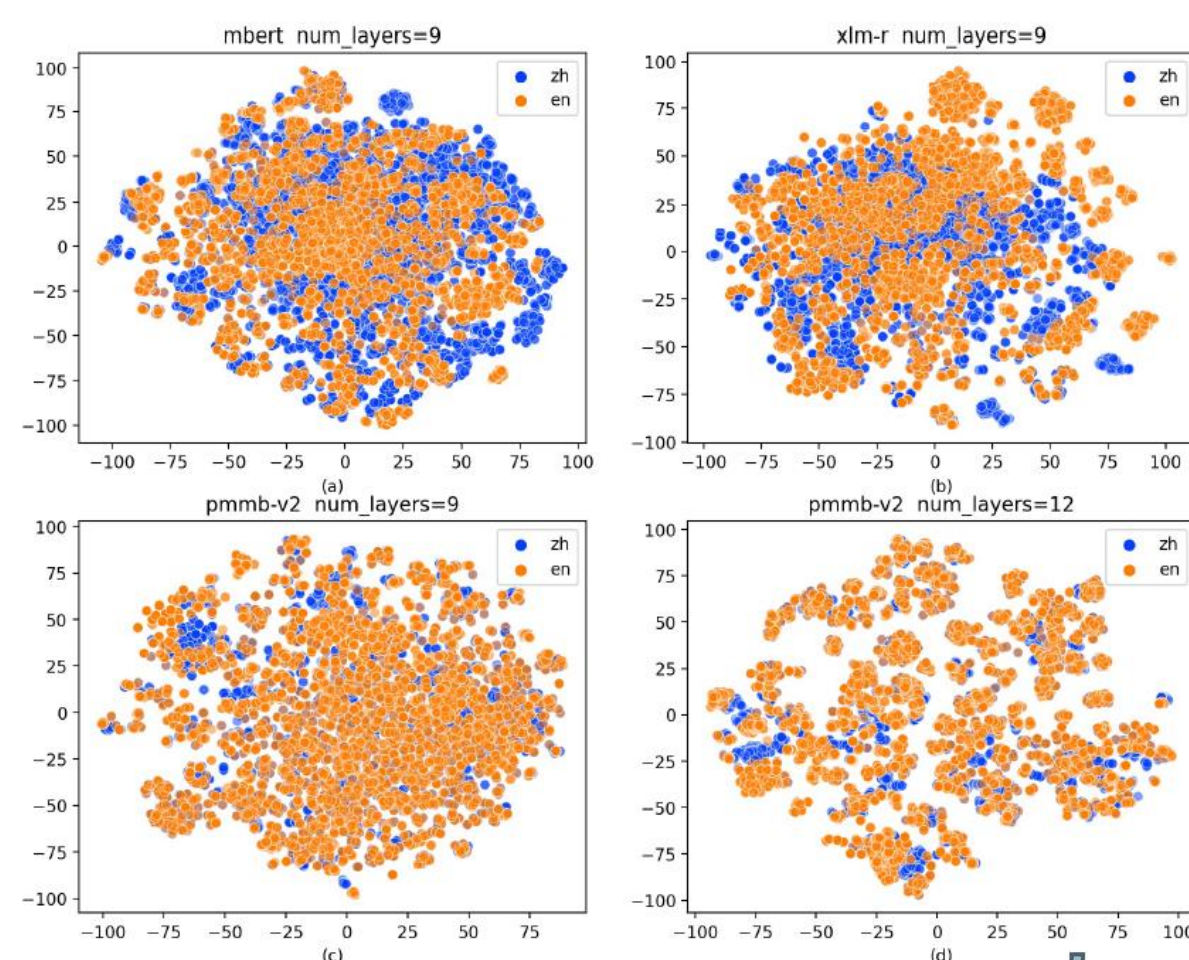 mbert num_layers=9
xlm-r num_layers=9
100
75
50
25
0
−25
−50
−75
−100
zh
en
100
75
50
25
0
−25
−50
−75
−100
zh
en
−100 −75 −50 −25 0 25 50 75 100
−100 −75 −50 −25 0 25 50 75 100
(a)
(b)
pmmb-v2 num_layers=9
pmmb-v2 num_layers=12
100
75
50
25
0
−25
−50
−75
−100
zh
en
100
75
50
25
0
−25
−50
−75
−100
zh
en
−100 −75 −50 −25 0 25 50 75
−100 −75 −50 −25 0 25 50 75 100
(c)
(d)